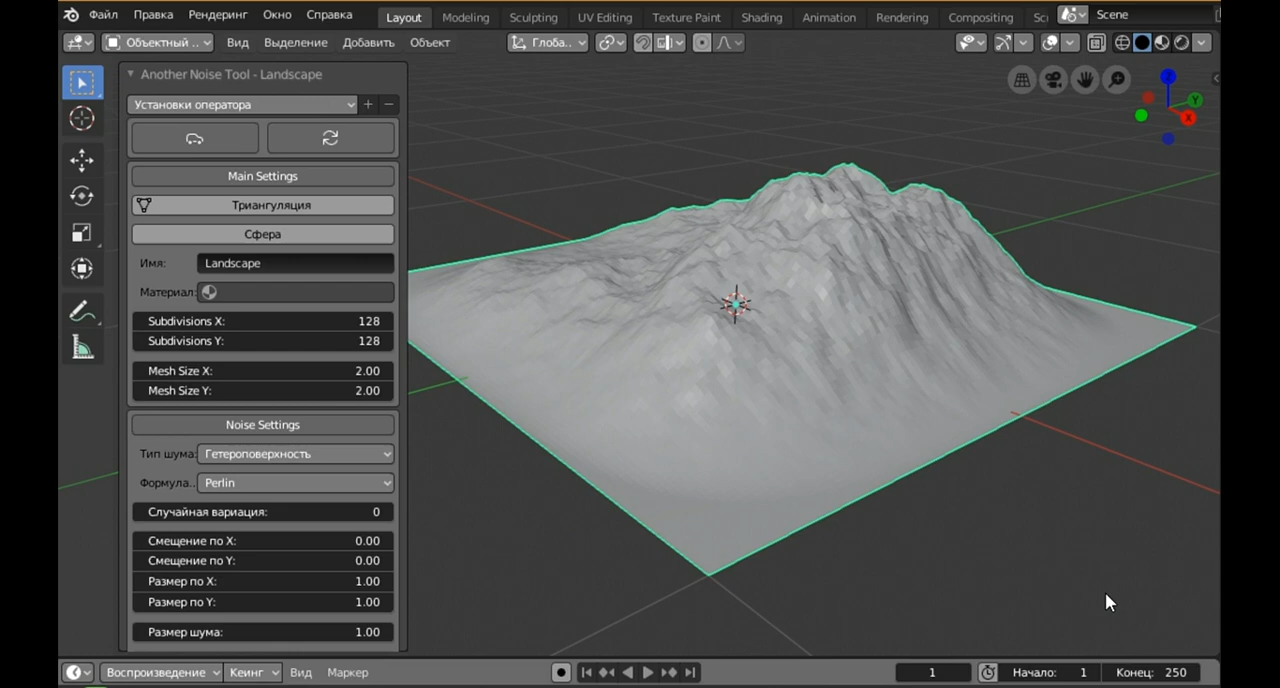 Файл Правка Рендеринг Окно Справка Layout Modeling Sculpting UV Editing Texture Paint Shading Animation Rendering Compositing Sc Scene
Объектный .. Вид Выделение Добавить Объект Глоба..
Another Noise Tool - Landscape
Установки оператора
Main Settings
Триангуляция
Сфера
Имя: Landscape
Материал:
Subdivisions X: 128
Subdivisions Y: 128
Mesh Size X: 2.00
Mesh Size Y: 2.00
Noise Settings
Тип шума: Гетероповерхность
Формула.. Perlin
Случайная вариация: 0
Смещение по X: 0.00
Смещение по Y: 0.00
Размер по X: 1.00
Размер по Y: 1.00
Размер шума: 1.00
Z
Y
X
Воспроизведение Кеинг Вид Маркер 1 Начало: 1 Конец: 250